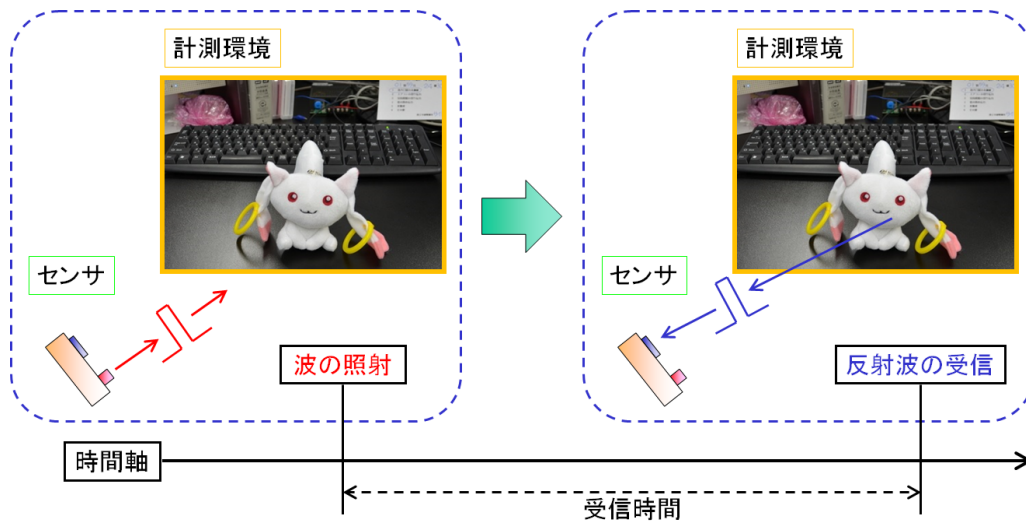 計測環境
センサ
波の照射
計測環境
センサ
反射波の受信
時間軸
受信時間